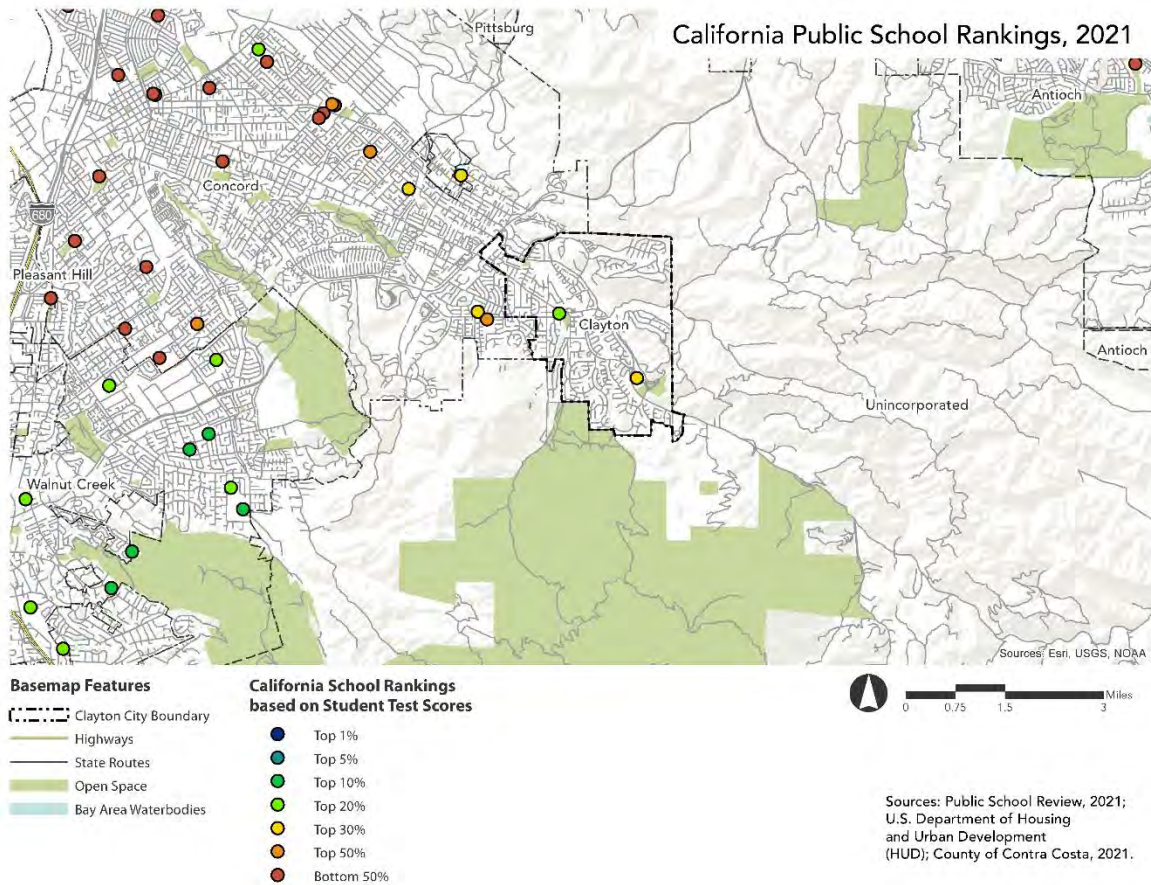 California Public School Rankings, 2021
Pittsburg
Antioch
Concord
680
Pleasant Hill
Clayton
Antioch
Unincorporated
Walnut Creek
Sources: Esri, USGS, NOAA
Basemap Features
Clayton City Boundary
Highways
State Routes
Open Space
Bay Area Waterbodies
California School Rankings
based on Student Test Scores
Top 1%
Top 5%
Top 10%
Top 20%
Top 30%
Top 50%
Bottom 50%
Miles
0 0.75 1.5 3
Sources: Public School Review, 2021;
U.S. Department of Housing
and Urban Development
(HUD); County of Contra Costa, 2021.